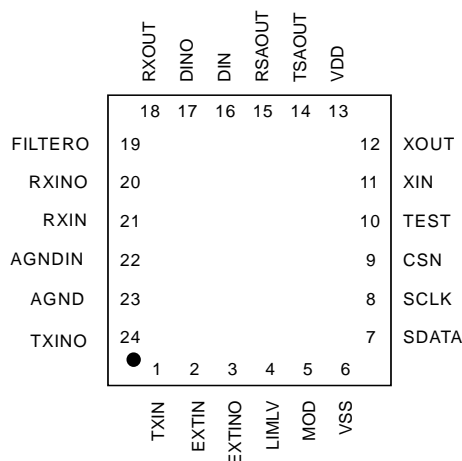 RXOUT
DINO
DIN
RSAOUT
TSAOUT
VDD
18 17 16 15 14 13
FILTERO 19 12 XOUT
RXINO 20 11 XIN
RXIN 21 10 TEST
AGNDIN 22 9 CSN
AGND 23 8 SCLK
TXINO 24 7 SDATA
1 2 3 4 5 6
TXIN
EXTIN
EXTINO
LIMLV
MOD
VSS